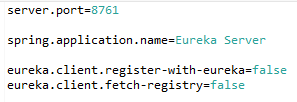 server.port=8761
spring.application.name=Eureka Server
eureka.client.register-with-eureka=false
eureka.client.fetch-registry=false